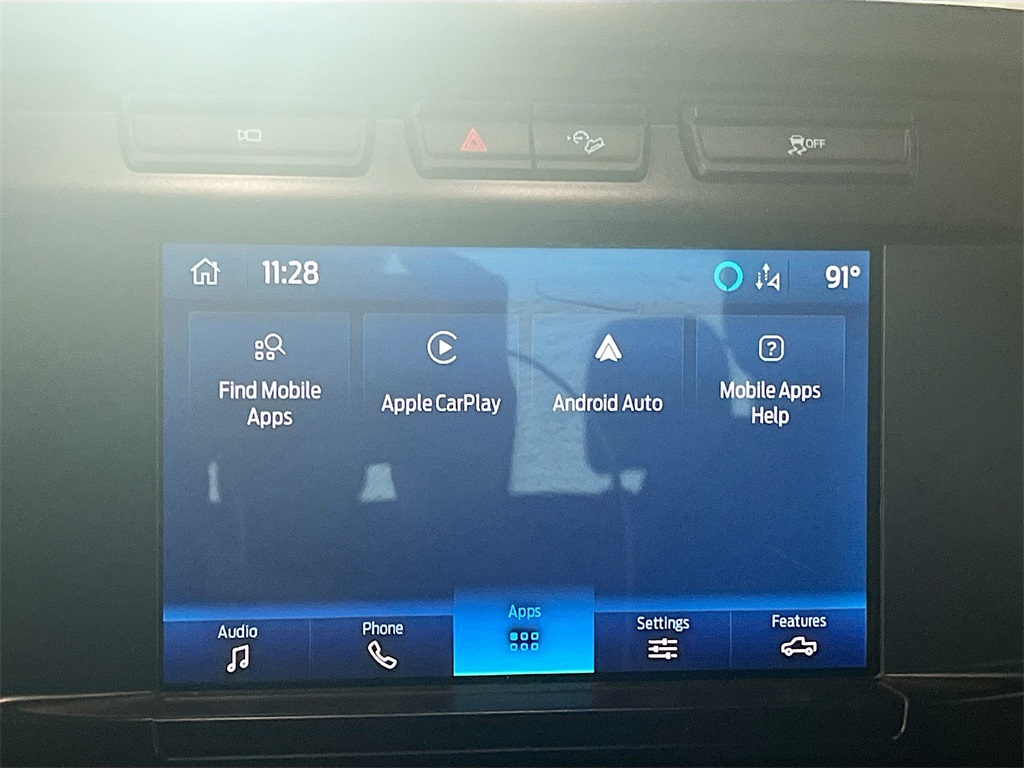 OFF
11:28
91°
Find Mobile
Apps
Apple CarPlay
Android Auto
Mobile Apps
Help
Audio
Phone
Apps
Settings
Features